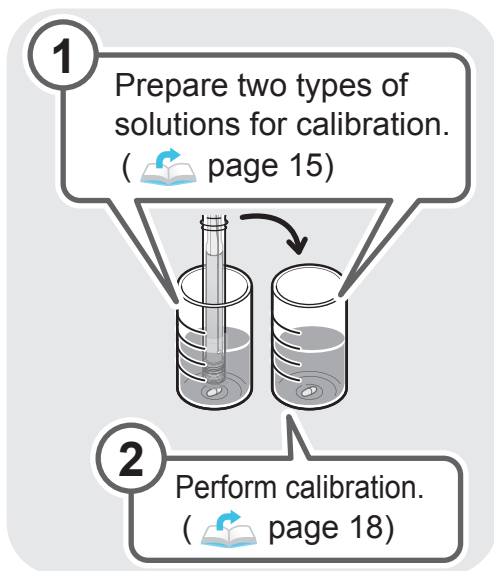 1
Prepare two types of
solutions for calibration.
( page 15)
2
Perform calibration.
( page 18)